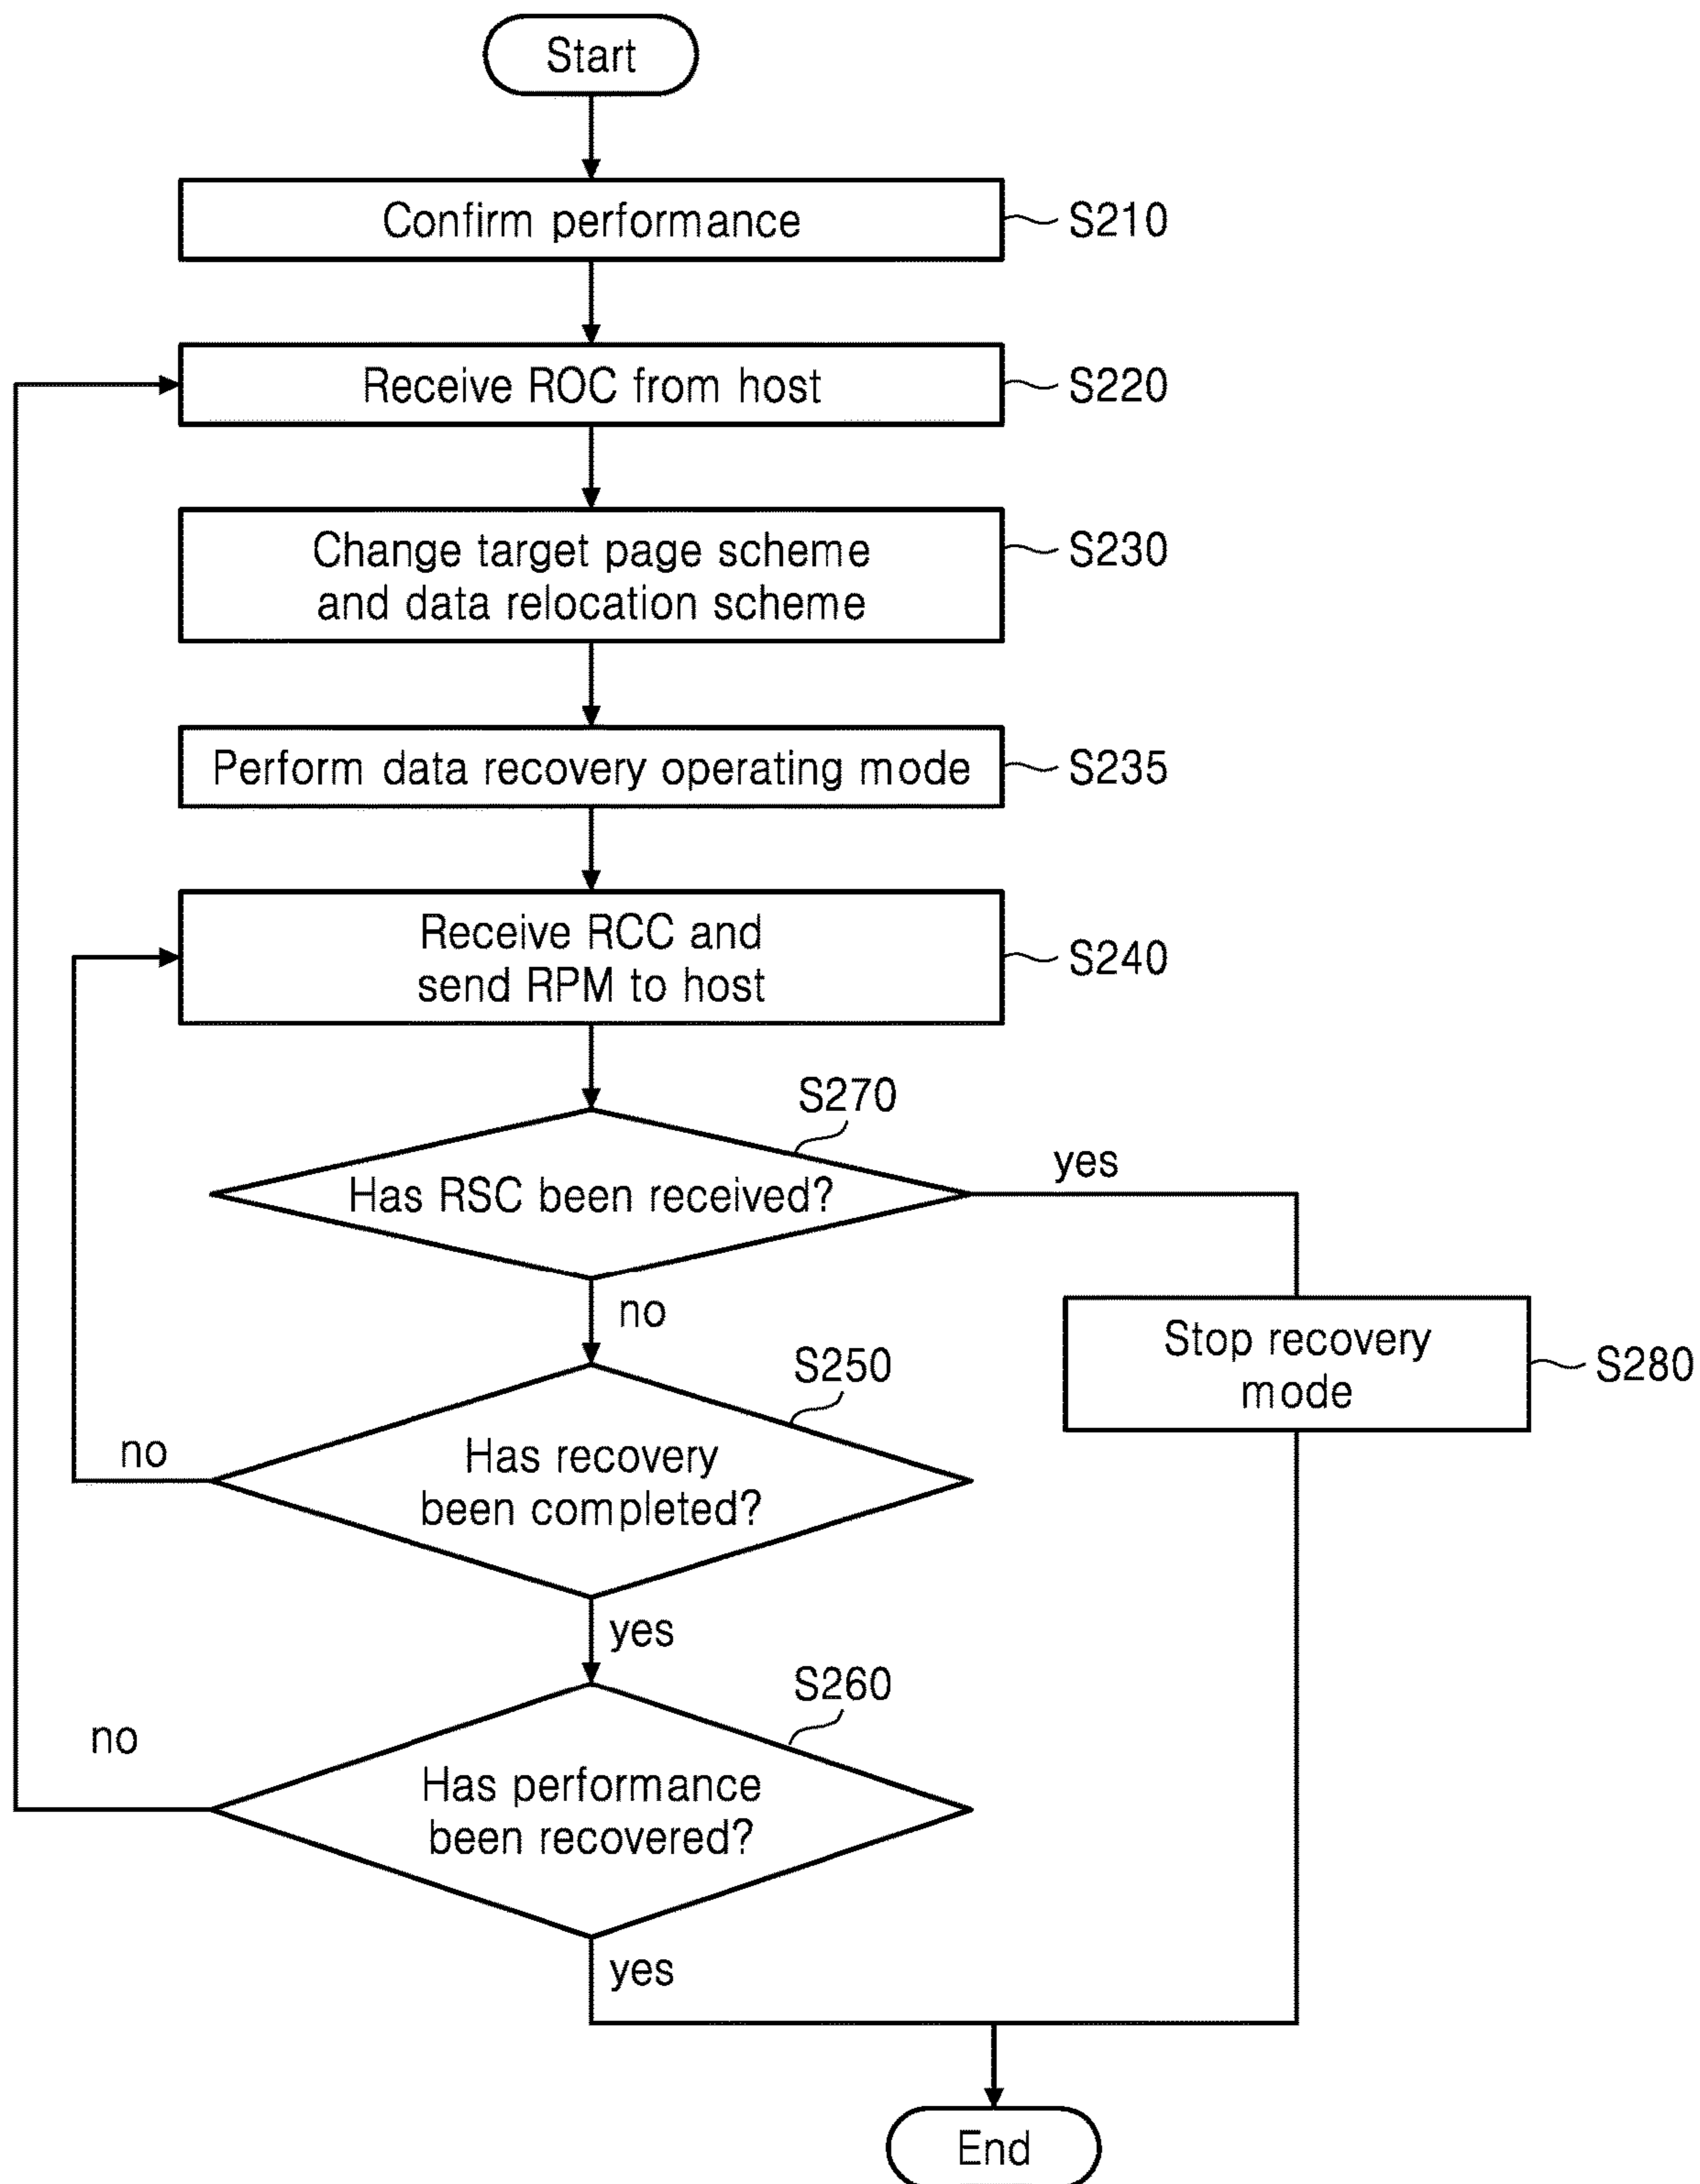 Start
Confirm performance
S210
Receive ROC from host
S220
Change target page scheme
and data relocation scheme
S230
Perform data recovery operating mode
S235
Receive RCC and
send RPM to host
S240
S270
Has RSC been received?
yes
no
Stop recovery
mode
S280
S250
Has recovery
been completed?
no
yes
S260
Has performance
been recovered?
no
yes
End